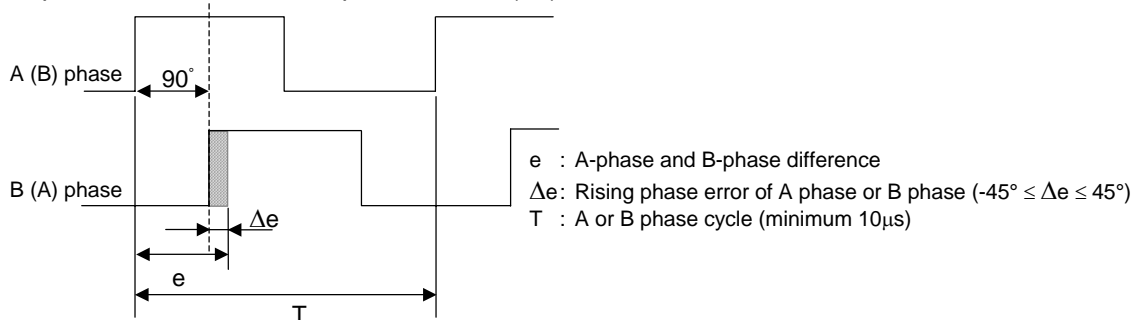 A (B) phase
90°
B (A) phase
Δe
e
T
e : A-phase and B-phase difference
Δe: Rising phase error of A phase or B phase (-45° ≤ Δe ≤ 45°)
T : A or B phase cycle (minimum 10μs)